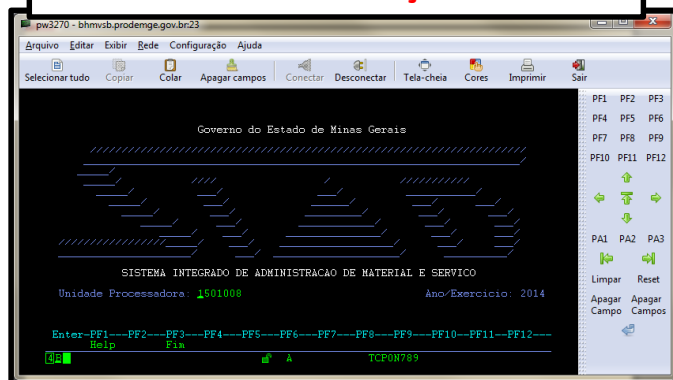 pw3270 - bhmvsb.prodemge.gov.br:23
Arquivo Editar Exibir Rede Configuração Ajuda
Selecionar tudo Copiar Colar Apagar campos Conectar Desconectar Tela-cheia Cores Imprimir Sair
Governo do Estado de Minas Gerais
SISTEMA INTEGRADO DE ADMINISTRACAO DE MATERIAL E SERVICO
Unidade Processadora: 1501008 Ano/Exercicio: 2014
Enter-PF1---PF2---PF3---PF4---PF5---PF6---PF7---PF8---PF9---PF10--PF11--PF12---
Help Fim
4B A TCPON789
PF1 PF2 PF3
PF4 PF5 PF6
PF7 PF8 PF9
PF10 PF11 PF12
PA1 PA2 PA3
Limpar Reset
Apagar Campo Apagar Campos